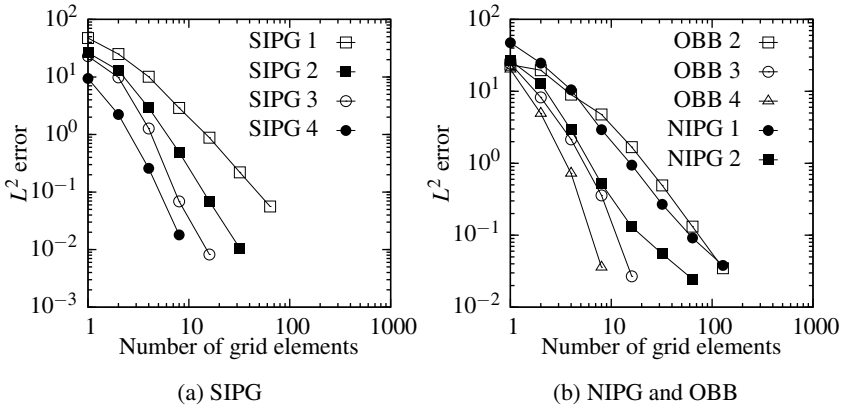 10^2
10^1
10^0
10^-1
10^-2
10^-3
L^2 error
SIPG 1
SIPG 2
SIPG 3
SIPG 4
1 10 100 1000
Number of grid elements
(a) SIPG
10^2
10^1
10^0
10^-1
10^-2
L^2 error
OBB 2
OBB 3
OBB 4
NIPG 1
NIPG 2
1 10 100 1000
Number of grid elements
(b) NIPG and OBB